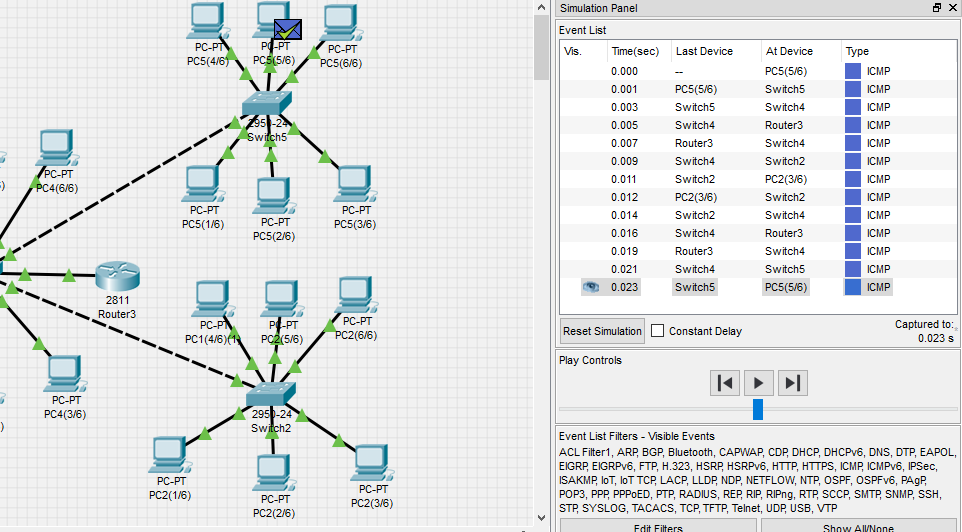 PC-PT
PC5(4/6)
PC-PT
PC5(5/6)
PC-PT
PC5(6/6)
2950-24
Switch5
PC-PT
PC4(6/6)
PC-PT
PC5(1/6)
PC-PT
PC5(2/6)
PC-PT
PC5(3/6)
2811
Router3
PC-PT
PC1(4/6)(1)
PC-PT
PC2(5/6)
PC-PT
PC2(6/6)
PC-PT
PC4(3/6)
2950-24
Switch2
PC-PT
PC2(1/6)
PC-PT
PC2(2/6)
PC-PT
PC2(3/6)
Simulation Panel
Event List
Vis. Time(sec) Last Device At Device Type
0.000 -- PC5(5/6) ICMP
0.001 PC5(5/6) Switch5 ICMP
0.003 Switch5 Switch4 ICMP
0.005 Switch4 Router3 ICMP
0.007 Router3 Switch4 ICMP
0.009 Switch4 Switch2 ICMP
0.011 Switch2 PC2(3/6) ICMP
0.012 PC2(3/6) Switch2 ICMP
0.014 Switch2 Switch4 ICMP
0.016 Switch4 Router3 ICMP
0.019 Router3 Switch4 ICMP
0.021 Switch4 Switch5 ICMP
0.023 Switch5 PC5(5/6) ICMP
Reset Simulation Constant Delay
Captured to:
0.023 s
Play Controls
Event List Filters - Visible Events
ACL Filter1, ARP, BGP, Bluetooth, CAPWAP, CDP, DHCP, DHCPv6, DNS, DTP, EAPOL,
EIGRP, EIGRPv6, FTP, H.323, HSRP, HSRPv6, HTTP, HTTPS, ICMP, ICMPv6, IPSec,
ISAKMP, IoT, IoT TCP, LACP, LLDP, NDP, NETFLOW, NTP, OSPF, OSPFv6, PAgP,
POP3, PPP, PPPoED, PTP, RADIUS, REP, RIP, RIPng, RTP, SCCP, SMTP, SNMP, SSH,
STP, SYSLOG, TACACS, TCP, TFTP, Telnet, UDP, USB, VTP
Edit Filters Show All/None